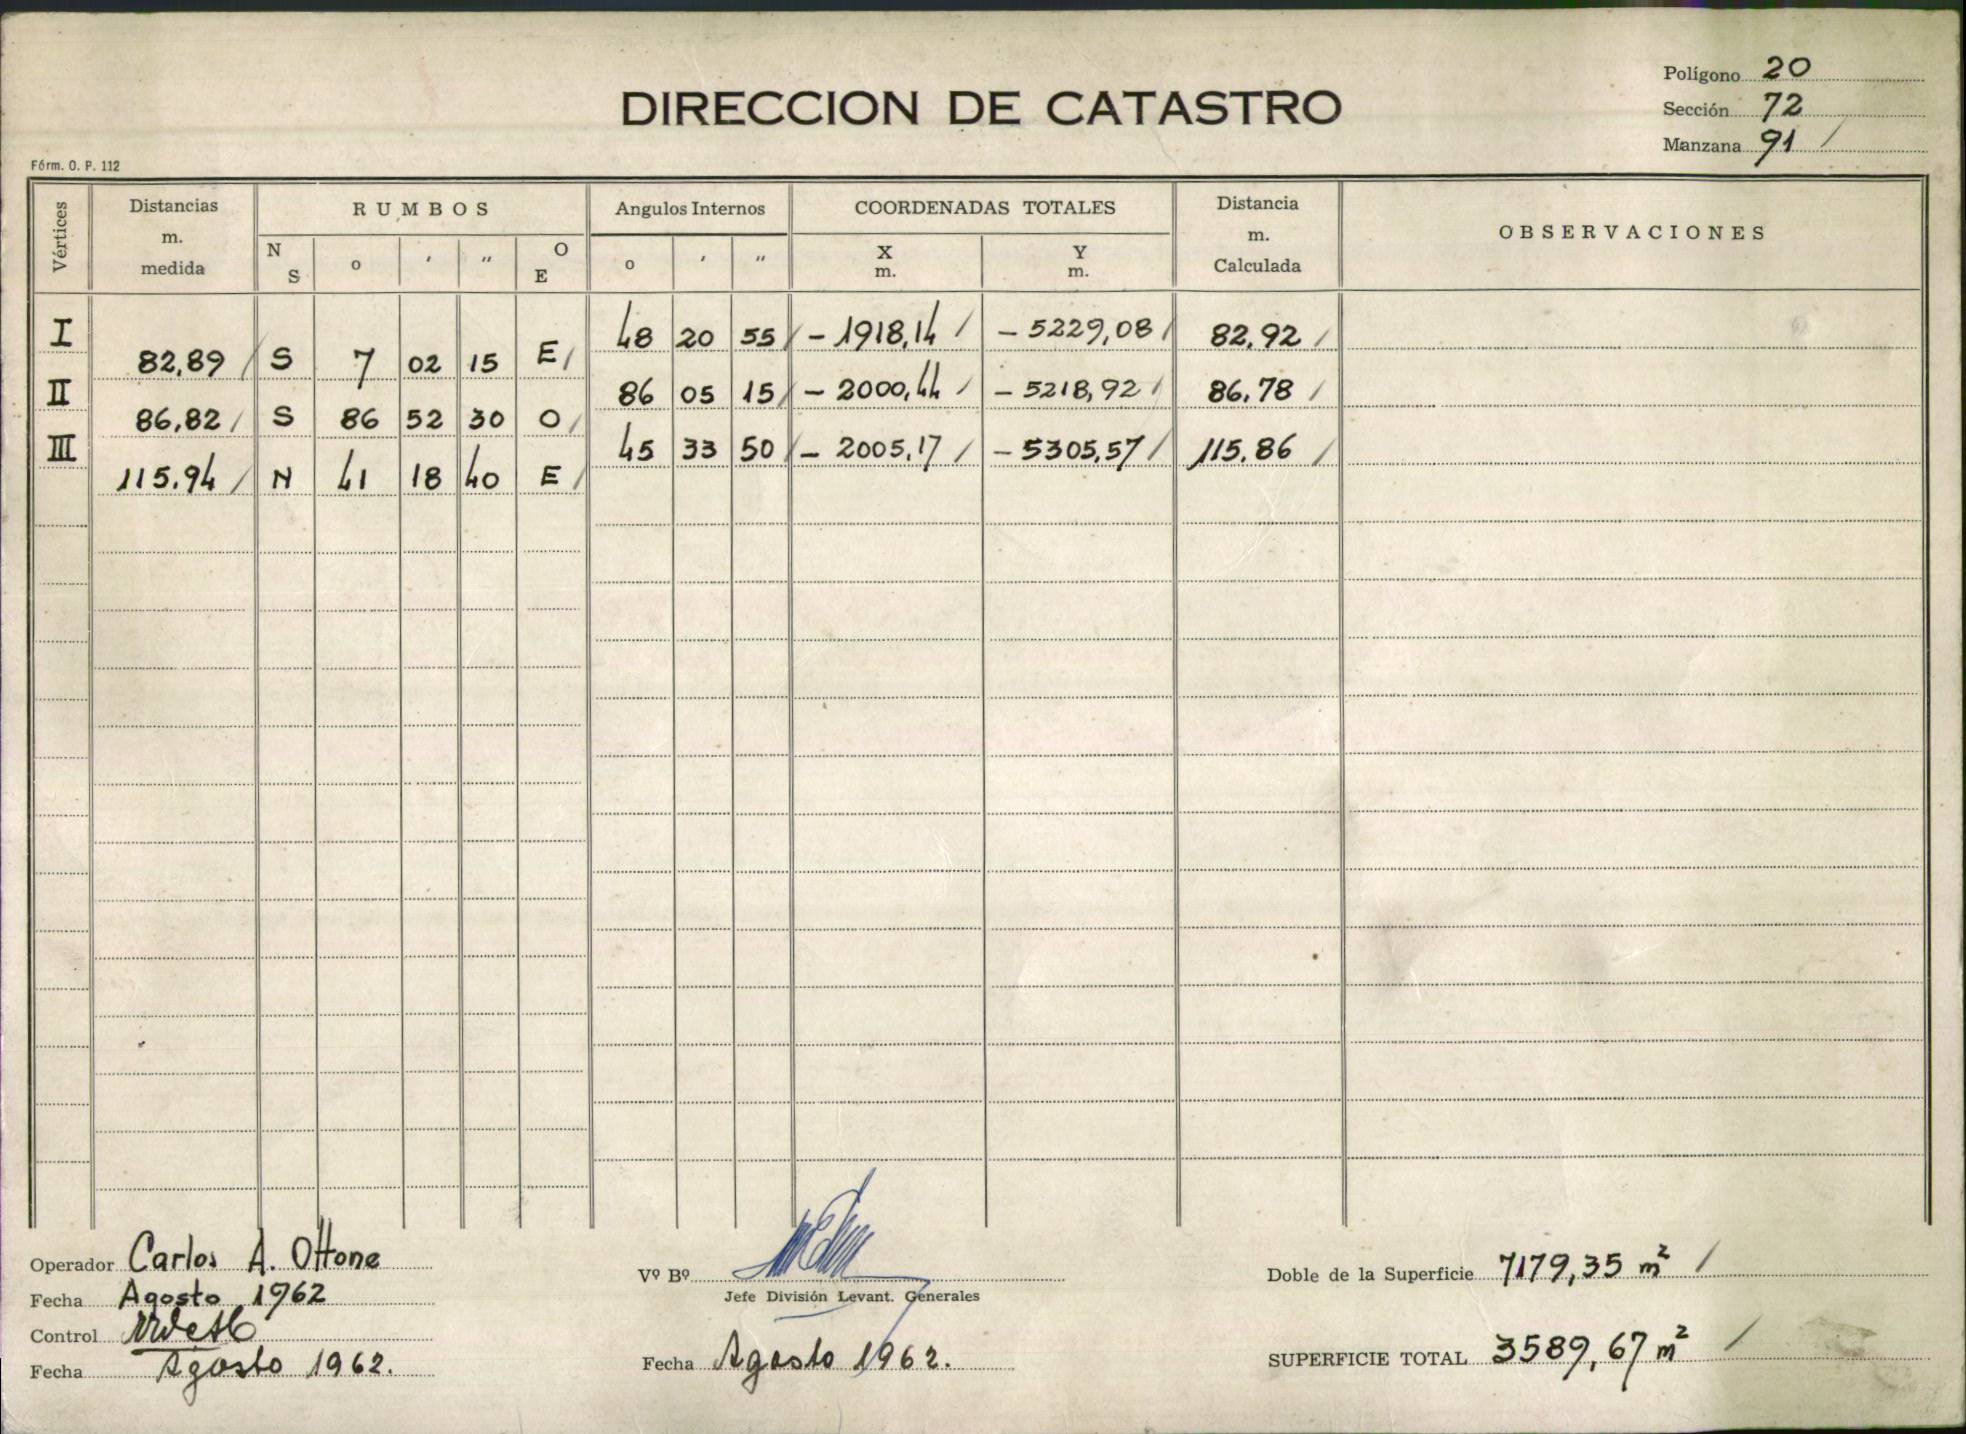 Polígono 20
DIRECCION DE CATASTRO
Sección 72
Manzana 91 /
Fórm. O. P. 112
Vértices
Distancias m. medida
RUMBOS
N S o ' " O E
Angulos Internos
o ' "
COORDENADAS TOTALES
X m. Y m.
Distancia m. Calculada
OBSERVACIONES
I 48 20 55 / - 1918,14 / - 5229,08 / 82,92 /
82,89 / S 7 02 15 E /
II 86 05 15 / - 2000,44 / - 5218,92 / 86,78 /
86,82 / S 86 52 30 O /
III 45 33 50 / - 2005,17 / - 5305,57 / 115,86 /
115,94 / N 41 18 40 E /
Operador Carlos A. Ottone
Fecha Agosto 1962
Control
Fecha Agosto 1962.
Vº Bº
Jefe División Levant. Generales
Fecha Agosto 1962.
Doble de la Superficie 7179,35 m² /
SUPERFICIE TOTAL 3589,67 m² /